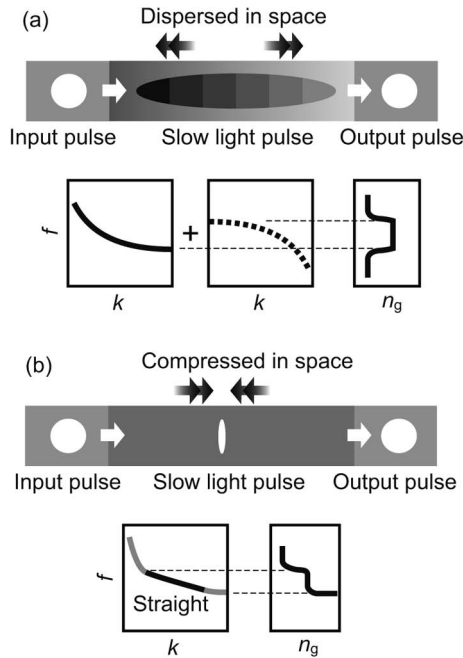 (a)
Dispersed in space
Input pulse Slow light pulse Output pulse
f + 
k k ng
(b)
Compressed in space
Input pulse Slow light pulse Output pulse
f
Straight
k ng